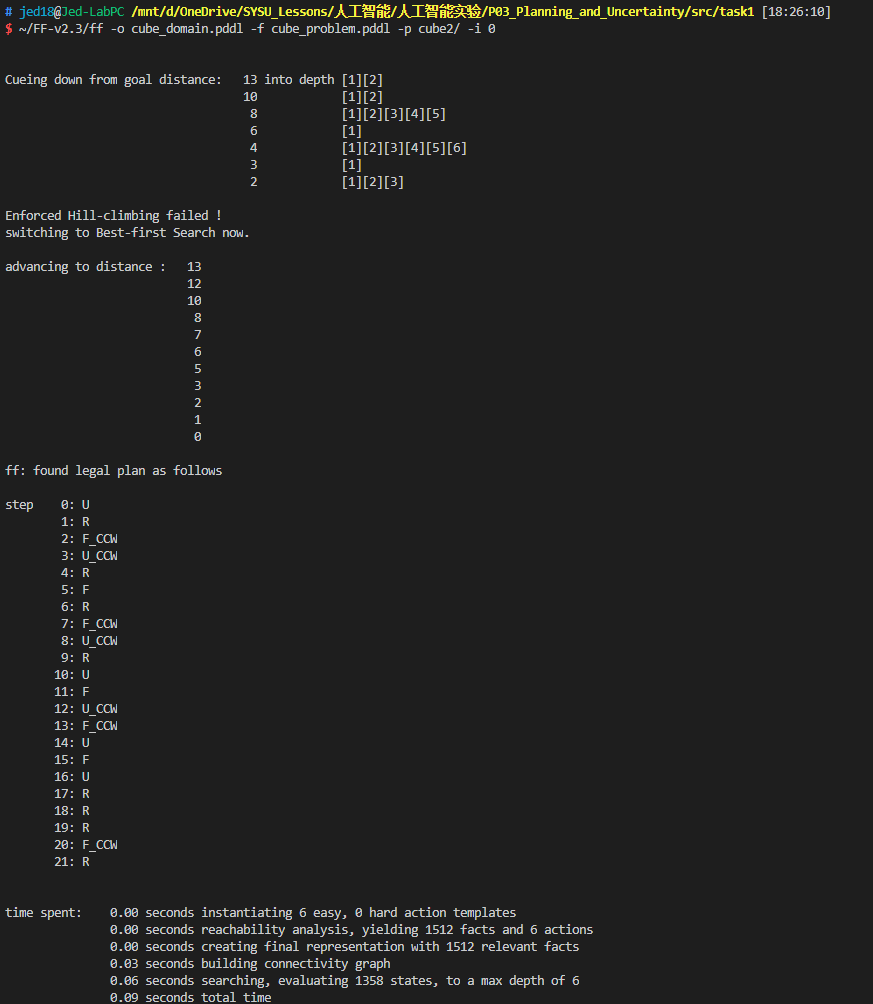 # jed18@Jed-LabPC /mnt/d/OneDrive/SYSU_Lessons/人工智能/人工智能实验/P03_Planning_and_Uncertainty/src/task1 [18:26:10]
$ ~/FF-v2.3/ff -o cube_domain.pddl -f cube_problem.pddl -p cube2/ -i 0
Cueing down from goal distance:   13 into depth [1][2]
                                  10            [1][2]
                                   8            [1][2][3][4][5]
                                   6            [1]
                                   4            [1][2][3][4][5][6]
                                   3            [1]
                                   2            [1][2][3]
Enforced Hill-climbing failed !
switching to Best-first Search now.
advancing to distance :   13
                          12
                          10
                           8
                           7
                           6
                           5
                           3
                           2
                           1
                           0
ff: found legal plan as follows
step    0: U
        1: R
        2: F_CCW
        3: U_CCW
        4: R
        5: F
        6: R
        7: F_CCW
        8: U_CCW
        9: R
       10: U
       11: F
       12: U_CCW
       13: F_CCW
       14: U
       15: F
       16: U
       17: R
       18: R
       19: R
       20: F_CCW
       21: R
time spent:    0.00 seconds instantiating 6 easy, 0 hard action templates
               0.00 seconds reachability analysis, yielding 1512 facts and 6 actions
               0.00 seconds creating final representation with 1512 relevant facts
               0.03 seconds building connectivity graph
               0.06 seconds searching, evaluating 1358 states, to a max depth of 6
               0.09 seconds total time